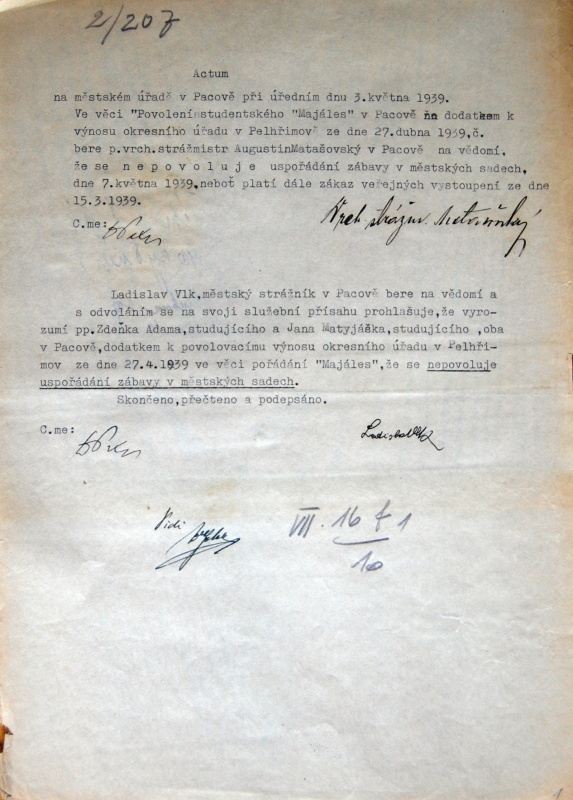 2/207
Actum
na městském úřadě v Pacově při úředním dnu 3.května 1939.
Ve věci "Povolení studentského "Majáles" v Pacově dodatkem k
výnosu okresního úřadu v Pelhřimově ze dne 27.dubna 1939,č.
bere p.vrch.strážmistr AugustinMatašovský v Pacově na vědomí,
že se n e p o v o l u j e uspořádání zábavy v městských sadech,
dne 7.května 1939,neboť platí dále zákaz veřejných vystoupení ze dne
15.3.1939.
C.me:
Vrch strážm. Matašovský
Ladislav Vlk,městský strážník v Pacově bere na vědomí a
s odvoláním se na svoji služební přísahu prohlašuje,že vyro-
zumí pp.Zdeňka Adama,studujícího a Jana Matyjáška,studujícího ,oba
v Pacově,dodatkem k povolovacímu výnosu okresního úřadu v Pelhři-
mov ze dne 27.4.1939 ve věci pořádání "Majáles",že se nepovoluje
uspořádání zábavy v městských sadech.
Skončeno,přečteno a podepsáno.
C.me:
Ladislav Vlk
Vidi
VII. 16 f 1
10